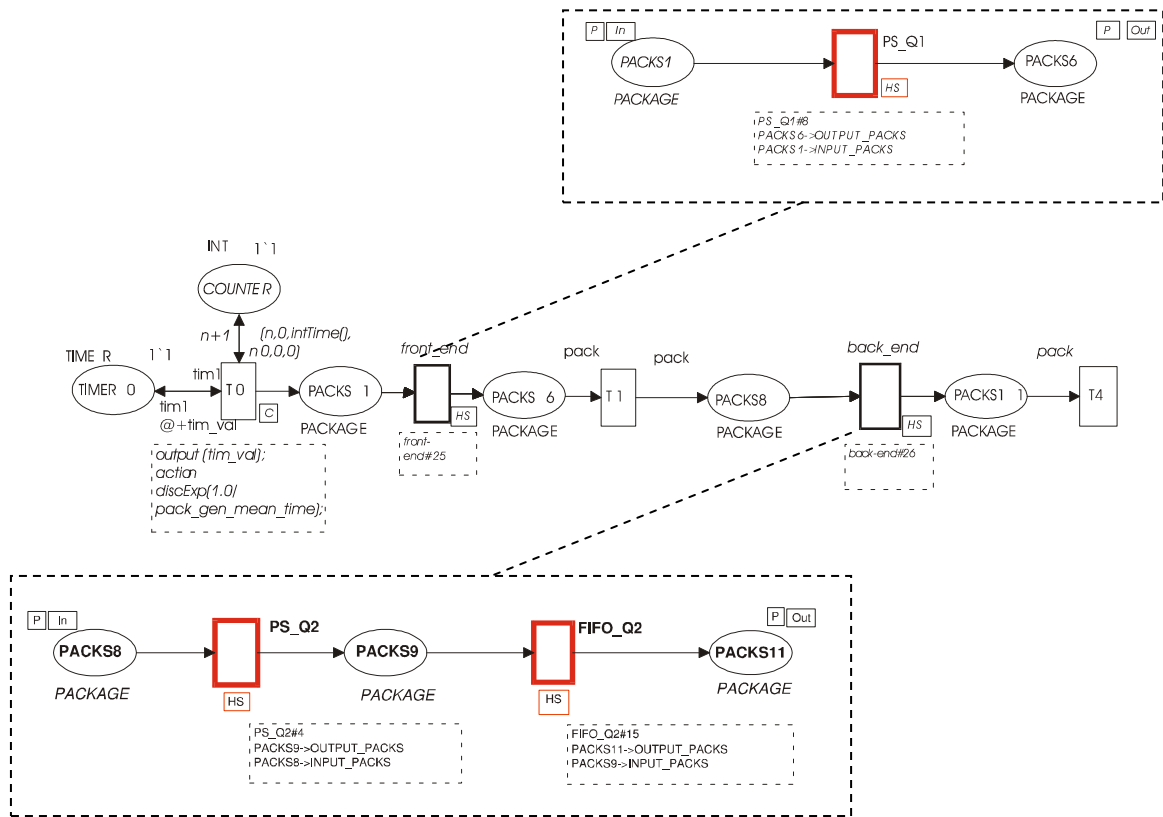 P In
P Out
PS_Q1
PACKS1
PACKS6
HS
PACKAGE
PACKAGE
PS_Q1#8
PACKS6->OUTPUT_PACKS
PACKS1->INPUT_PACKS
INT 1`1
COUNTER
n+1
(n,0,intTime(),
n0,0,0)
front_end
pack
pack
back_end
pack
TIMER 1`1
TIMER 0
tim1
T0
PACKS 1
PACKS 6
T1
PACKS8
PACKS1 1
T4
tim1
@+tim_val
C
PACKAGE
HS
PACKAGE
PACKAGE
HS
PACKAGE
output (tim_val);
action
discExp(1.0/
pack_gen_mean_time);
front-
end#25
back-end#26
P In
P Out
PS_Q2
FIFO_Q2
PACKS8
PACKS9
PACKS11
PACKAGE
HS
PACKAGE
HS
PACKAGE
PS_Q2#4
PACKS9->OUTPUT_PACKS
PACKS8->INPUT_PACKS
FIFO_Q2#15
PACKS11->OUTPUT_PACKS
PACKS9->INPUT_PACKS